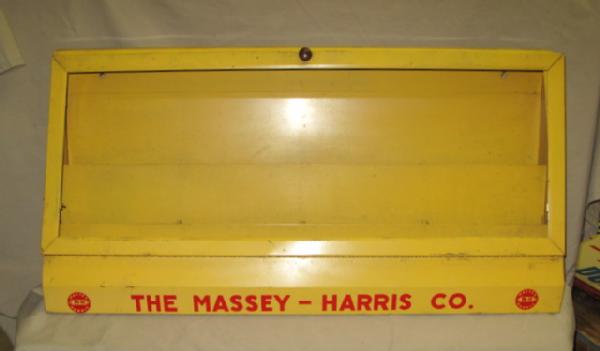 THE MASSEY - HARRIS CO.